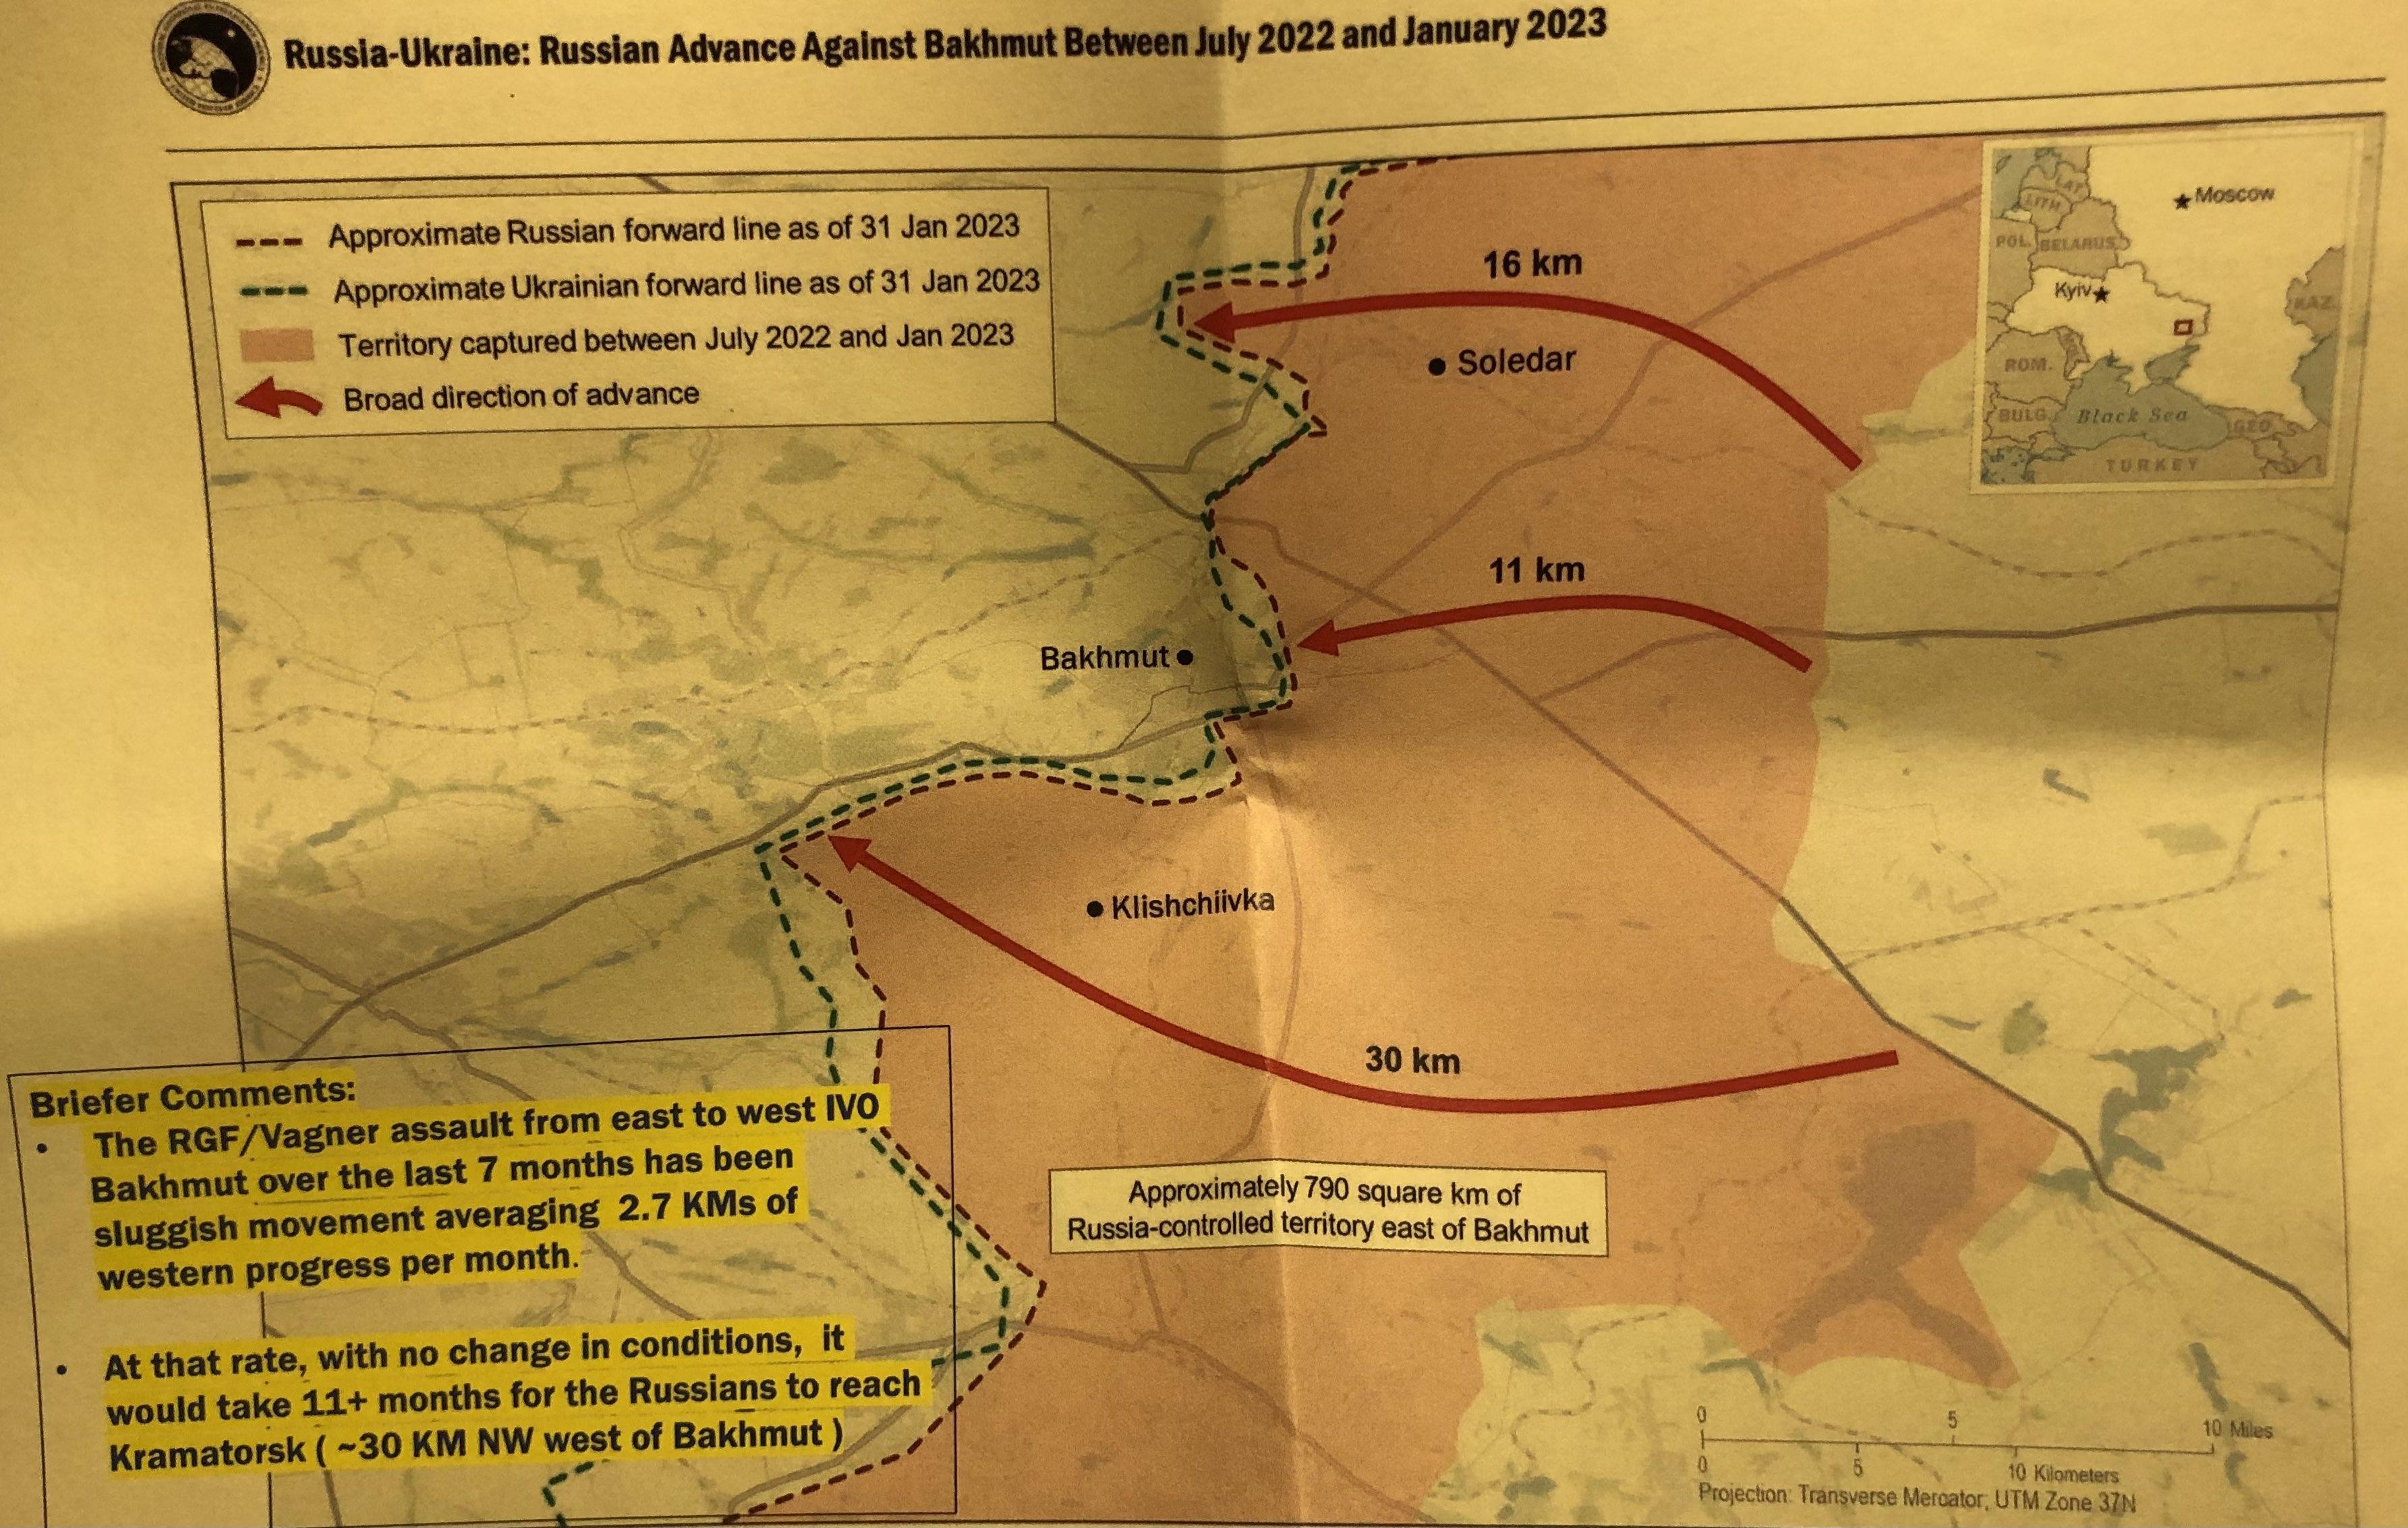 Russia-Ukraine: Russian Advance Against Bakhmut Between July 2022 and January 2023
Approximate Russian forward line as of 31 Jan 2023
Approximate Ukrainian forward line as of 31 Jan 2023
Territory captured between July 2022 and Jan 2023
Broad direction of advance
LAT.
LITH.
Moscow
POL.
BELARUS
Kyiv
KAZ.
ROM.
BULG.
Black Sea
GEO.
TURKEY
16 km
Soledar
11 km
Bakhmut
Klishchiivka
30 km
Approximately 790 square km of
Russia-controlled territory east of Bakhmut
Briefer Comments:
• The RGF/Vagner assault from east to west IVO
Bakhmut over the last 7 months has been
sluggish movement averaging 2.7 KMs of
western progress per month.
• At that rate, with no change in conditions, it
would take 11+ months for the Russians to reach
Kramatorsk ( ~30 KM NW west of Bakhmut )
0 5 10 Miles
0 5 10 Kilometers
Projection: Transverse Mercator; UTM Zone 37N